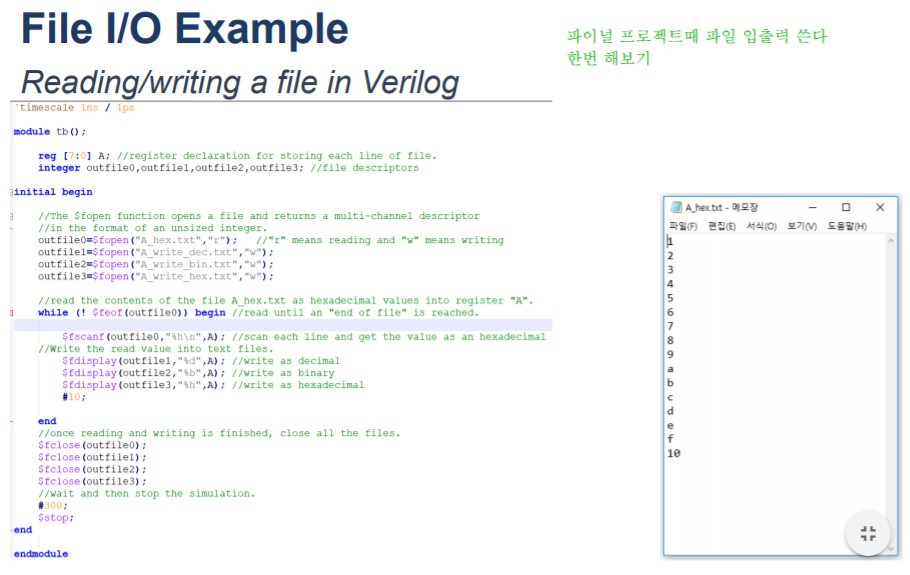 File I/O Example
Reading/writing a file in Verilog
파이널 프로젝트때 파일 입출력 쓴다
한번 해보기
`timescale 1ns / 1ps
module tb();
reg [7:0] A; //register declaration for storing each line of file.
integer outfile0,outfile1,outfile2,outfile3; //file descriptors
initial begin
//The $fopen function opens a file and returns a multi-channel descriptor
//in the format of an unsized integer.
outfile0=$fopen("A_hex.txt","r"); //"r" means reading and "w" means writing
outfile1=$fopen("A_write_dec.txt","w");
outfile2=$fopen("A_write_bin.txt","w");
outfile3=$fopen("A_write_hex.txt","w");
//read the contents of the file A_hex.txt as hexadecimal values into register "A".
while (! $feof(outfile0)) begin //read until an "end of file" is reached.
$fscanf(outfile0,"%h\n",A); //scan each line and get the value as an hexadecimal
//Write the read value into text files.
$fdisplay(outfile1,"%d",A); //write as decimal
$fdisplay(outfile2,"%b",A); //write as binary
$fdisplay(outfile3,"%h",A); //write as hexadecimal
#10;
end
//once reading and writing is finished, close all the files.
$fclose(outfile0);
$fclose(outfile1);
$fclose(outfile2);
$fclose(outfile3);
//wait and then stop the simulation.
#300;
$stop;
end
endmodule
A_hex.txt - 메모장
파일(F) 편집(E) 서식(O) 보기(V) 도움말(H)
1
2
3
4
5
6
7
8
9
a
b
c
d
e
f
10